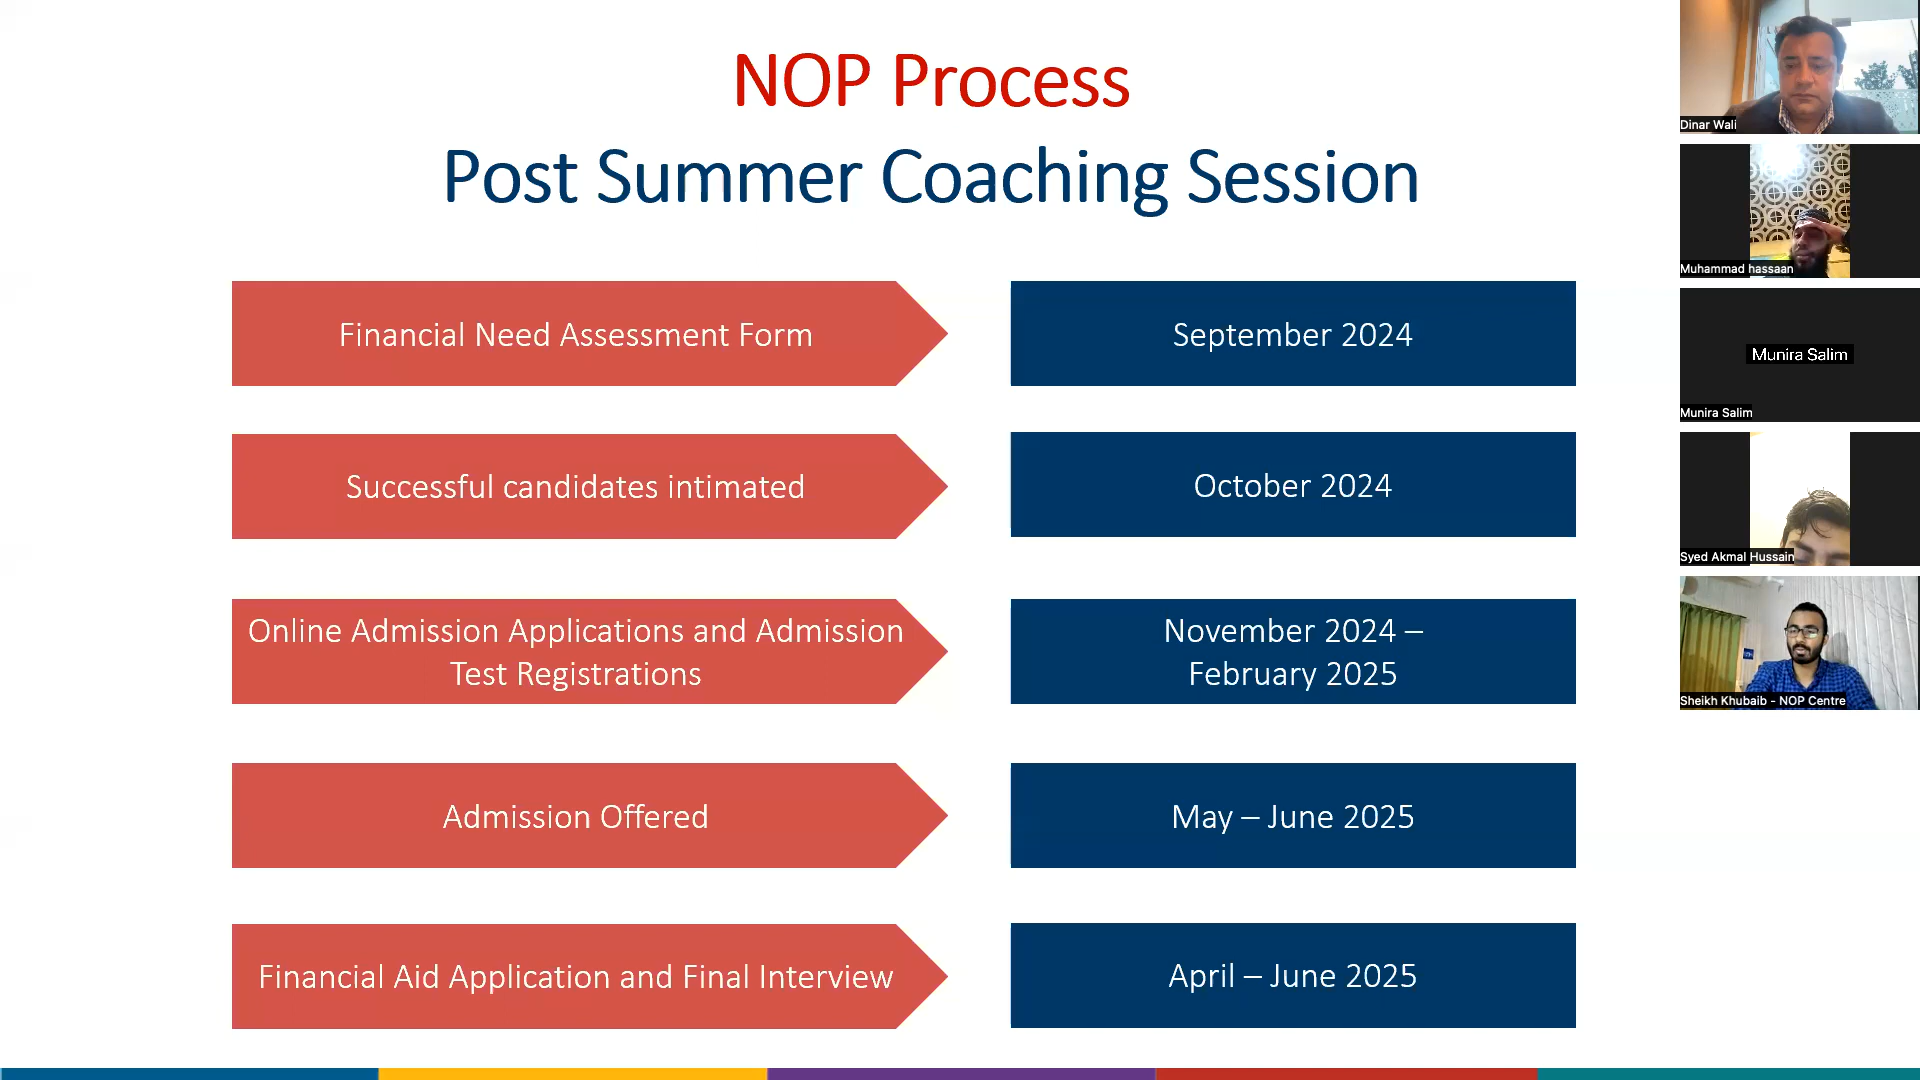 NOP Process
Post Summer Coaching Session
Financial Need Assessment Form
September 2024
Successful candidates intimated
October 2024
Online Admission Applications and Admission
Test Registrations
November 2024 –
February 2025
Admission Offered
May – June 2025
Financial Aid Application and Final Interview
April – June 2025
Dinar Wali
Muhammad hassaan
Munira Salim
Munira Salim
Syed Akmal Hussain
Sheikh Khubaib - NOP Centre